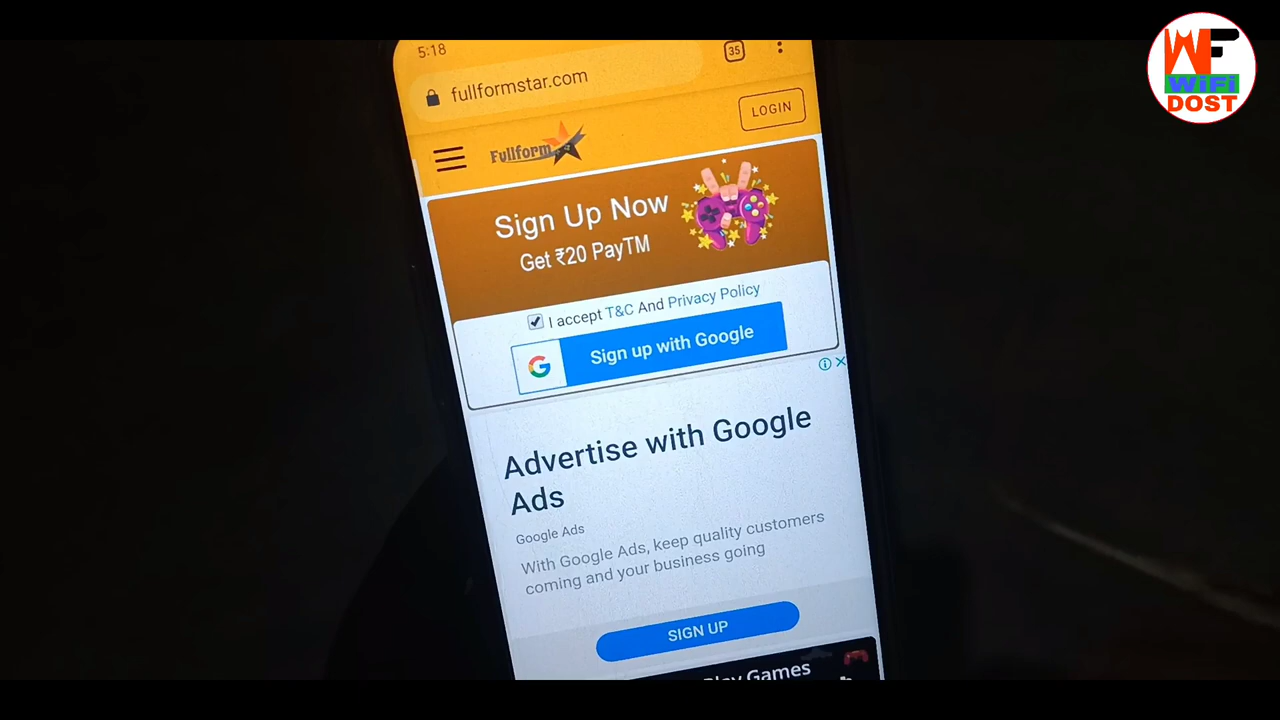 5:18
35
fullformstar.com
LOGIN
Fullform
Sign Up Now
Get ₹20 PayTM
I accept T&C And Privacy Policy
Sign up with Google
Advertise with Google
Ads
Google Ads
With Google Ads, keep quality customers
coming and your business going
SIGN UP
Play Games
WF
WiFi
DOST